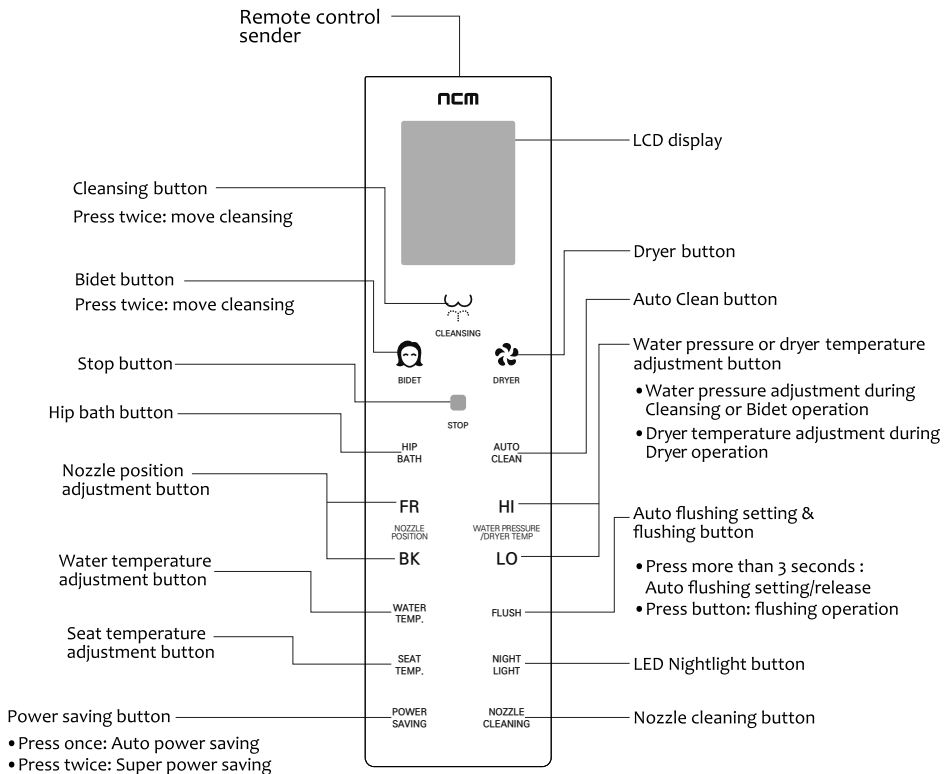 Remote control
sender
ncm
LCD display
Cleansing button
Press twice: move cleansing
Dryer button
Bidet button
Press twice: move cleansing
Auto Clean button
CLEANSING
Water pressure or dryer temperature
adjustment button
•Water pressure adjustment during
Cleansing or Bidet operation
•Dryer temperature adjustment during
Dryer operation
Stop button
BIDET
DRYER
STOP
Hip bath button
HIP
BATH
AUTO
CLEAN
Nozzle position
adjustment button
FR
HI
NOZZLE
POSITION
WATER PRESSURE
/DRYER TEMP
BK
LO
Auto flushing setting &
flushing button
•Press more than 3 seconds :
Auto flushing setting/release
•Press button: flushing operation
Water temperature
adjustment button
WATER
TEMP.
FLUSH
Seat temperature
adjustment button
SEAT
TEMP.
NIGHT
LIGHT
LED Nightlight button
Power saving button
•Press once: Auto power saving
•Press twice: Super power saving
POWER
SAVING
NOZZLE
CLEANING
Nozzle cleaning button